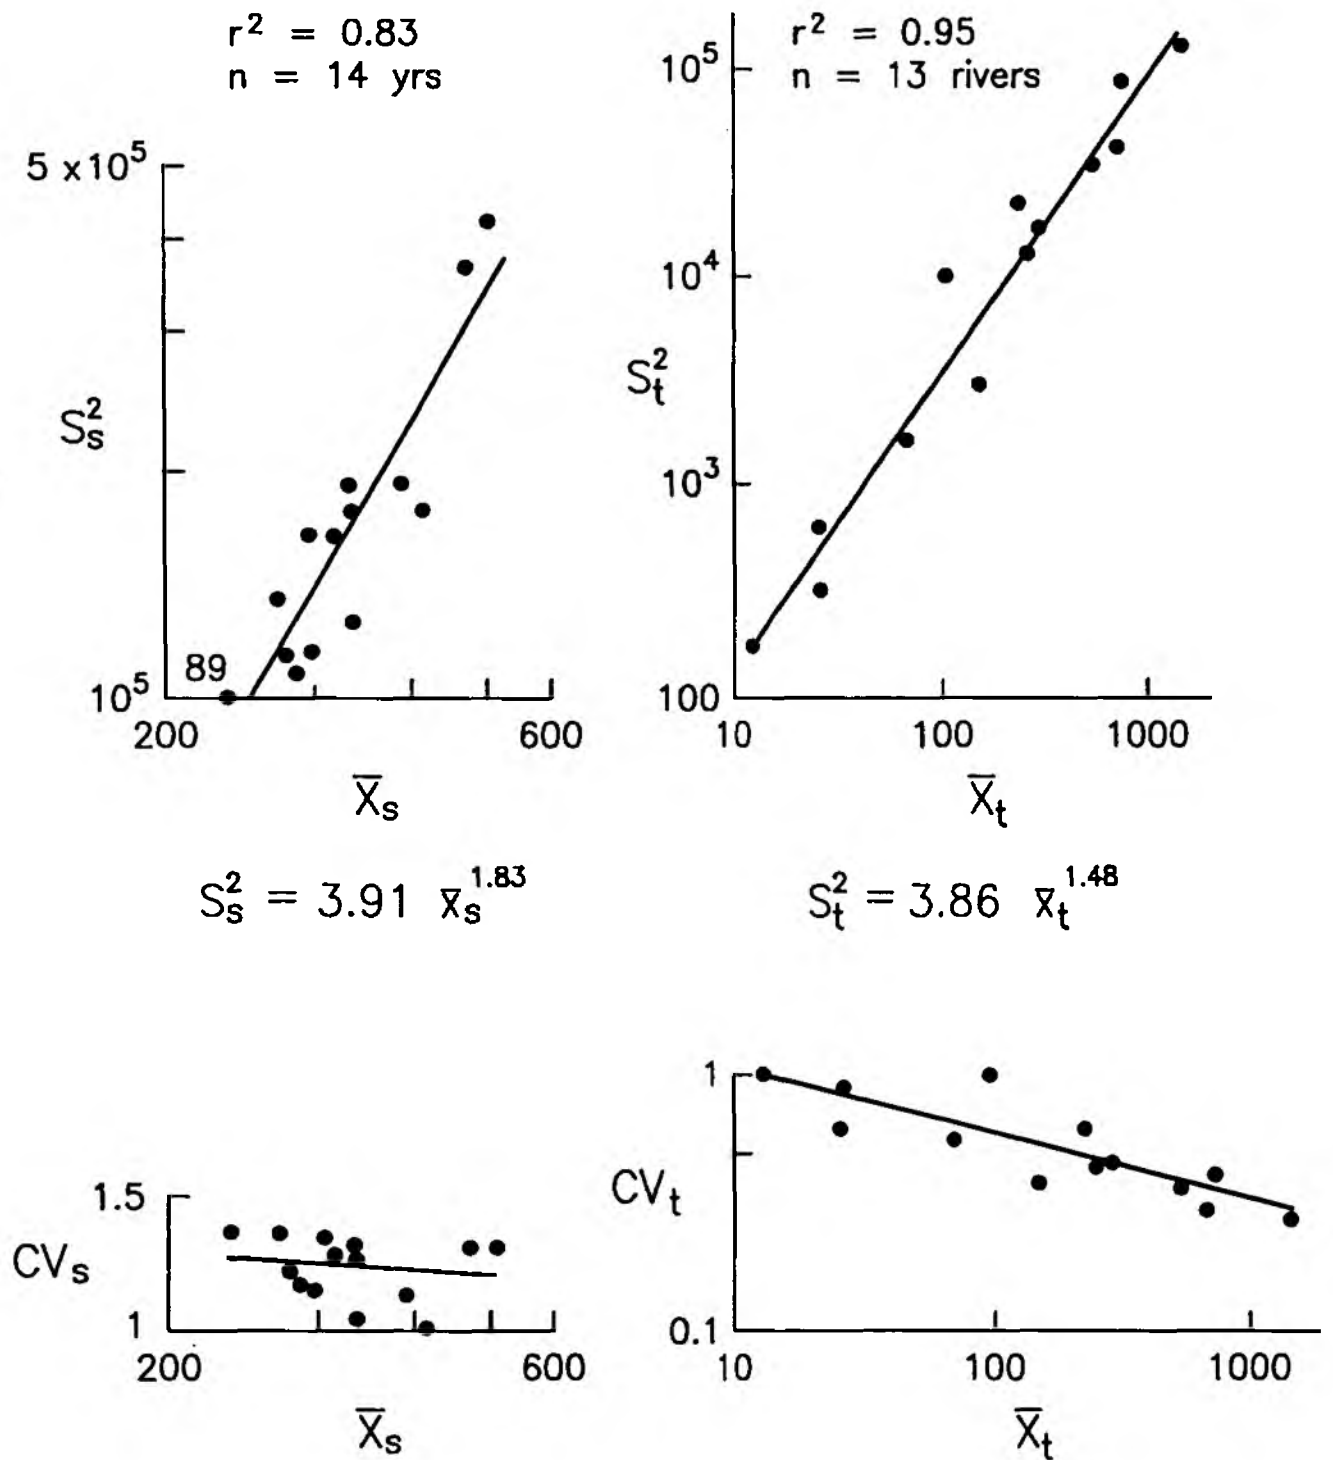 r² = 0.83
n = 14 yrs
5 x10⁵
S²ₛ
89
10⁵
200
600
X̄ₛ
S²ₛ = 3.91 x̄ₛ^1.83
r² = 0.95
n = 13 rivers
10⁵
10⁴
S²ₜ
10³
100
10
100
1000
X̄ₜ
S²ₜ = 3.86 x̄ₜ^1.48
1.5
CVₛ
1
200
600
X̄ₛ
1
CVₜ
0.1
10
100
1000
X̄ₜ